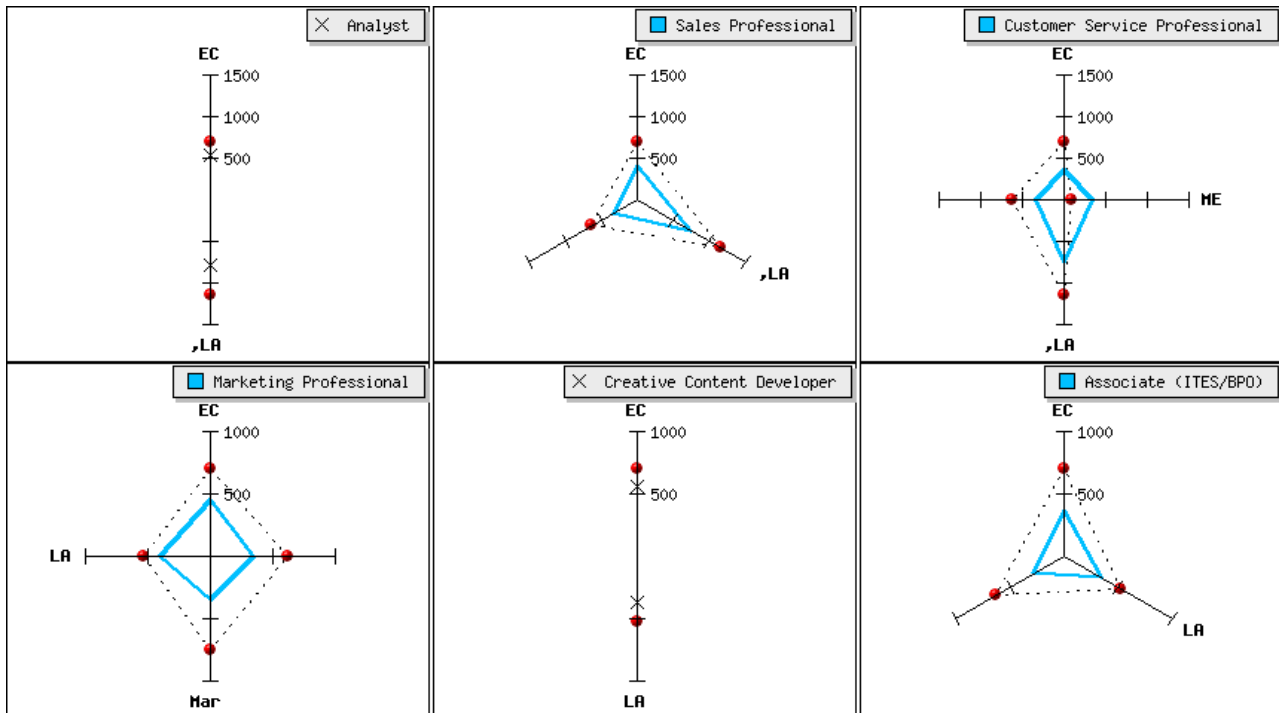 Analyst
EC
1500
1000
500
,LA
Sales Professional
EC
1500
1000
500
,LA
Customer Service Professional
EC
1500
1000
500
ME
,LA
Marketing Professional
EC
1000
500
LA
Mar
Creative Content Developer
EC
1000
500
LA
Associate (ITES/BPO)
EC
1000
500
LA